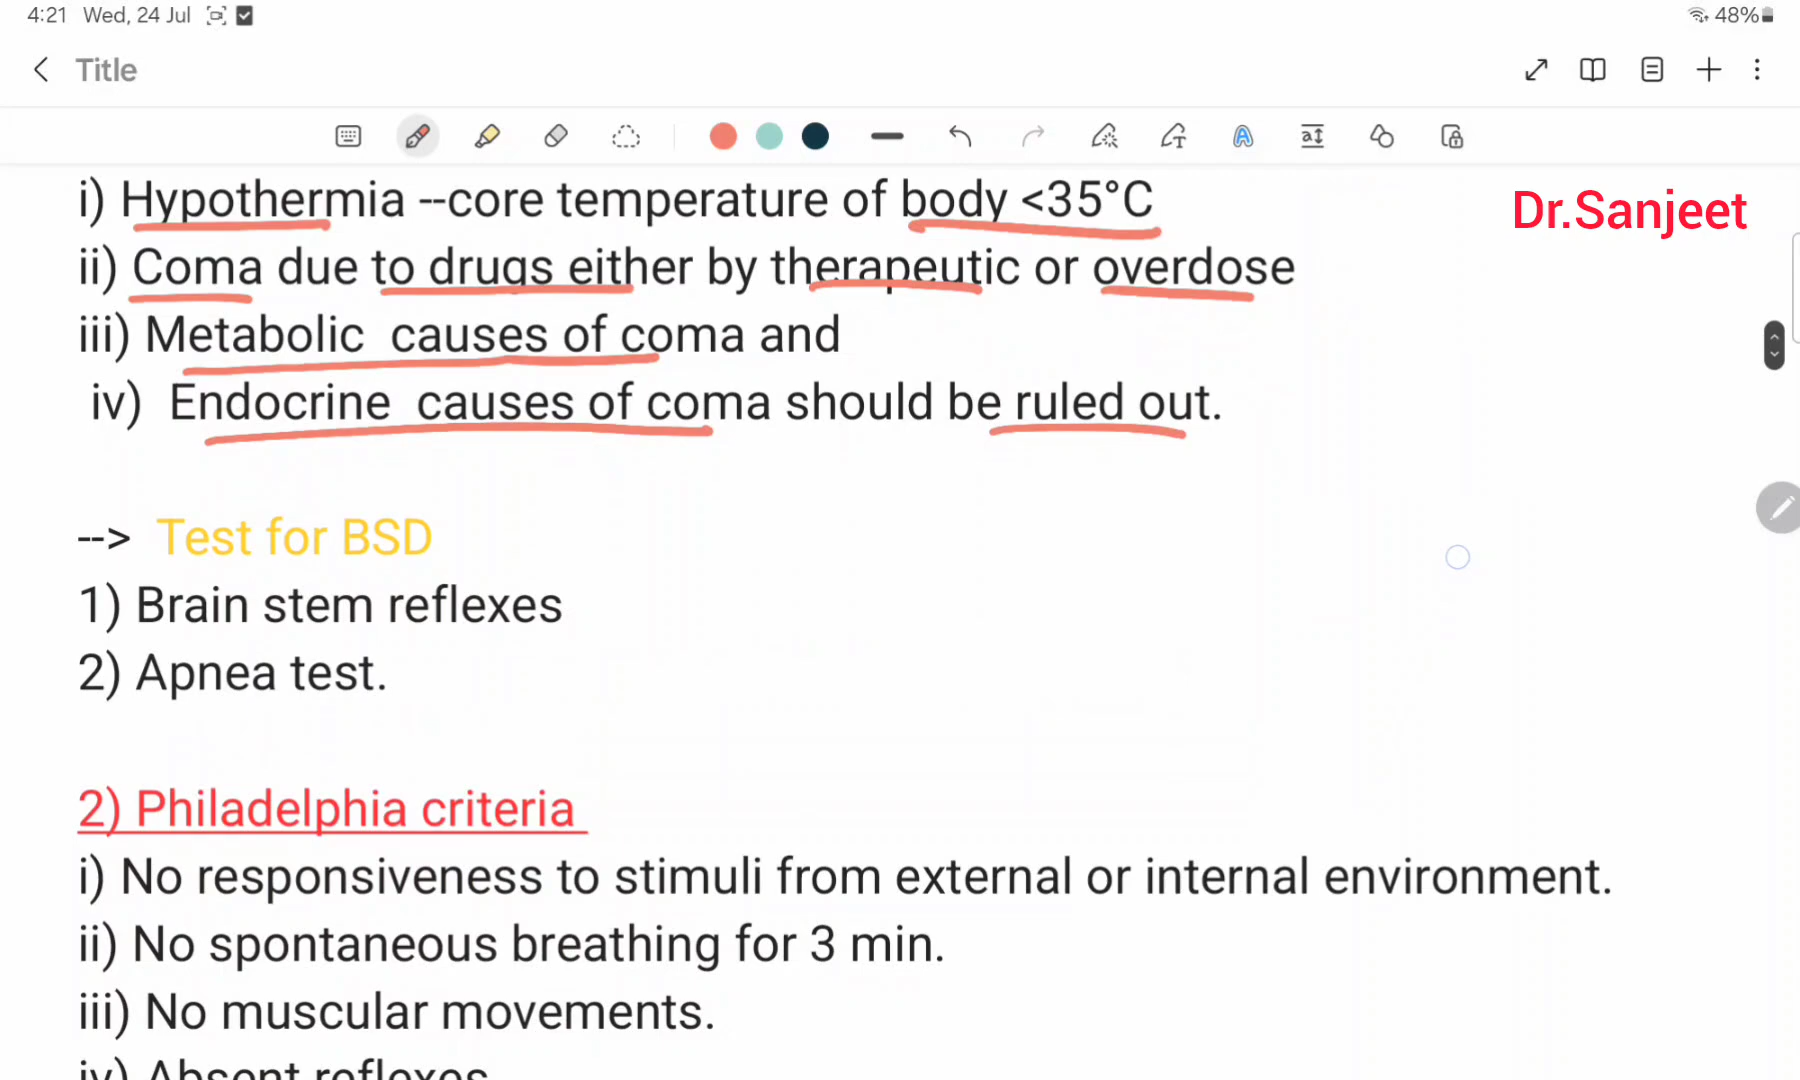 4:21 Wed, 24 Jul 48%
Title
i) Hypothermia --core temperature of body <35°C
Dr.Sanjeet
ii) Coma due to drugs either by therapeutic or overdose
iii) Metabolic causes of coma and
iv) Endocrine causes of coma should be ruled out.
--> Test for BSD
1) Brain stem reflexes
2) Apnea test.
2) Philadelphia criteria
i) No responsiveness to stimuli from external or internal environment.
ii) No spontaneous breathing for 3 min.
iii) No muscular movements.
iv) Absent reflexes